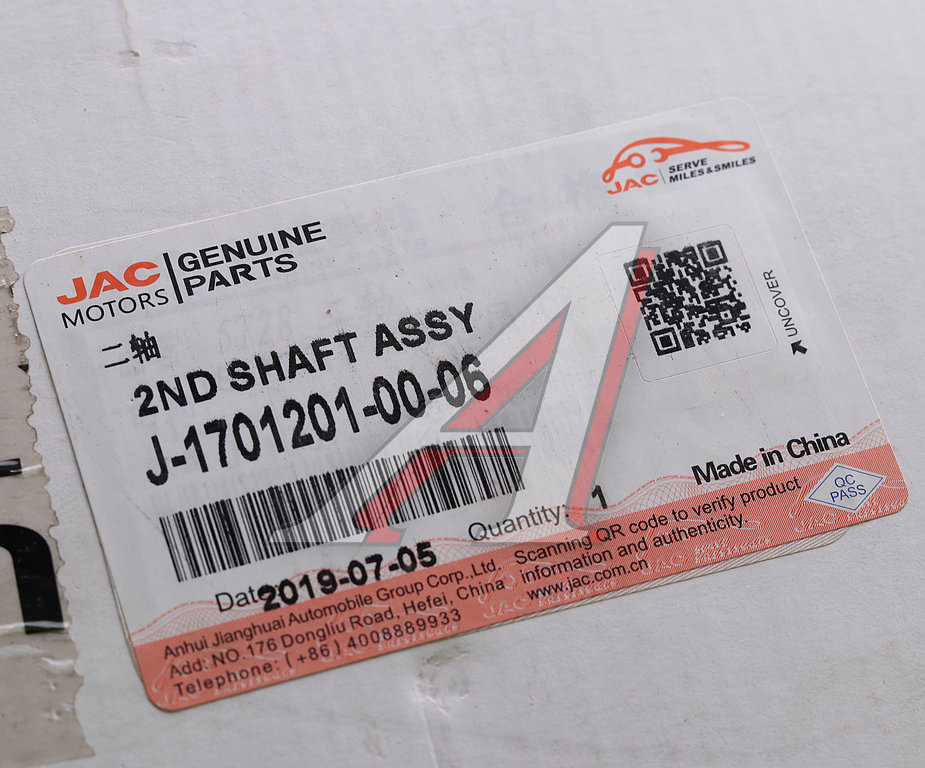 JAC
MOTORS
GENUINE
PARTS
JAC
SERVE
MILES&SMILES
二轴
2ND SHAFT ASSY
J-1701201-00-06
UNCOVER
Quantity: 1
Made in China
QC
PASS
Date: 2019-07-05
Anhui Jianghuai Automobile Group Corp.,Ltd.
Add: NO.176 Dongliu Road, Hefei, China
Telephone: (+86) 4008889933
Scanning QR code to verify product
information and authenticity.
www.jac.com.cn